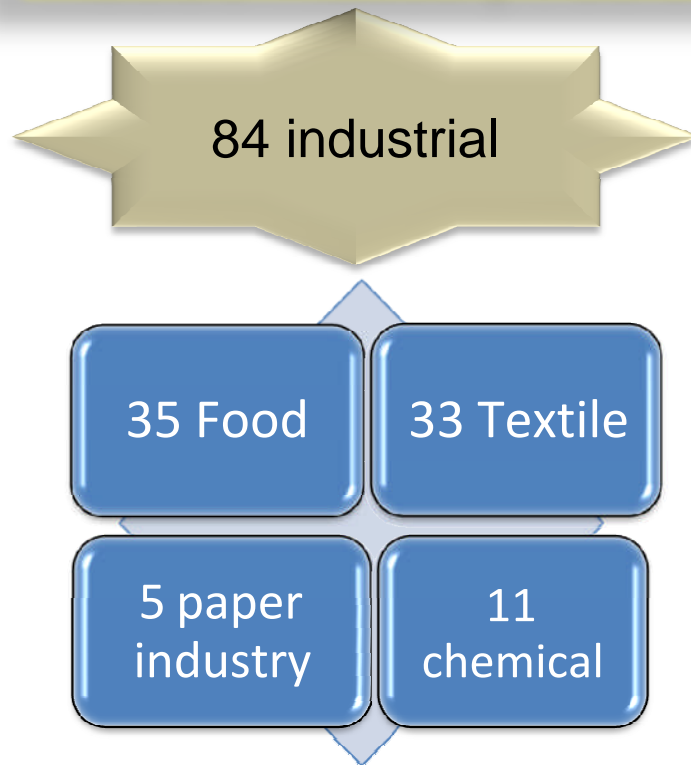 84 industrial
35 Food
33 Textile
5 paper
industry
11
chemical